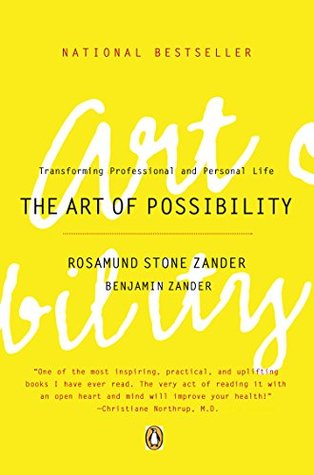 NATIONAL BESTSELLER
art o
Transforming Professional and Personal Life
THE ART OF POSSIBILITY
ROSAMUND STONE ZANDER
BENJAMIN ZANDER
bility
"One of the most inspiring, practical, and uplifting
books I have ever read. The very act of reading it with
an open heart and mind will improve your health!"
—Christiane Northrup, M.D.